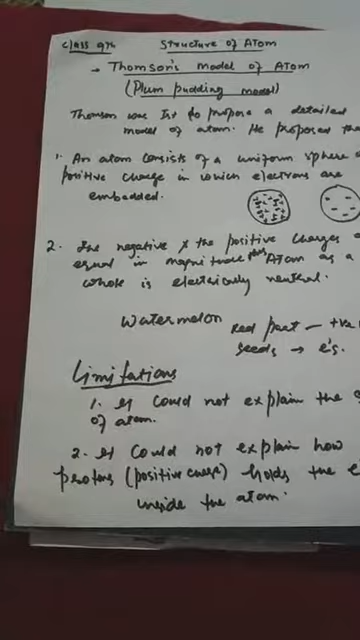 Class 9th Structure of Atom
→ Thomson's model of Atom
(Plum pudding model)
Thomson was Ist to propose a detailed
model of atom. He proposed tha
1. An atom consists of a uniform sphere o
positive charge in which electrons are
embedded.
2. The negative & the positive charges a
equal in magnitude thus Atom as a
whole is electrically neutral.
Watermelon Red part — +ve
seeds → e's.
Limitations
1. It could not explain the
of atom.
2. It could not explain how
protons (positive charge) holds the e
inside the atom.